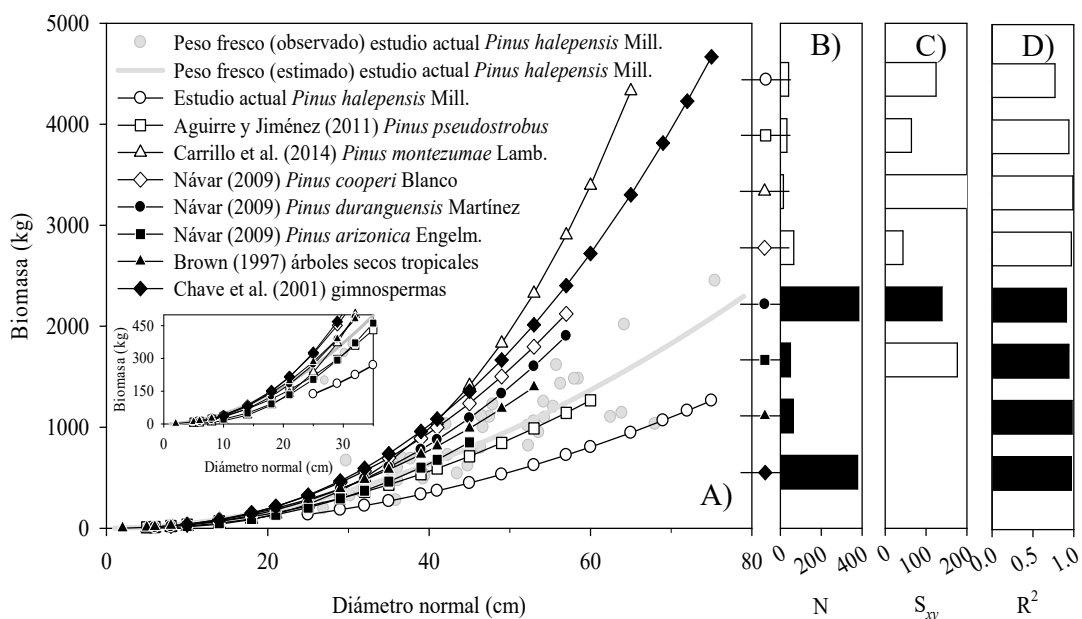 5000
4000
3000
2000
1000
0
Biomasa (kg)
Peso fresco (observado) estudio actual Pinus halepensis Mill.
Peso fresco (estimado) estudio actual Pinus halepensis Mill.
Estudio actual Pinus halepensis Mill.
Aguirre y Jiménez (2011) Pinus pseudostrobus
Carrillo et al. (2014) Pinus montezumae Lamb.
Návar (2009) Pinus cooperi Blanco
Návar (2009) Pinus duranguensis Martínez
Návar (2009) Pinus arizonica Engelm.
Brown (1997) árboles secos tropicales
Chave et al. (2001) gimnospermas
450
300
150
0
Biomasa (kg)
0 10 20 30
Diámetro normal (cm)
A)
0 20 40 60 80
Diámetro normal (cm)
B)
0 200 400
N
C)
0 100 200
Sxy
D)
0.0 0.5 1.0
R²